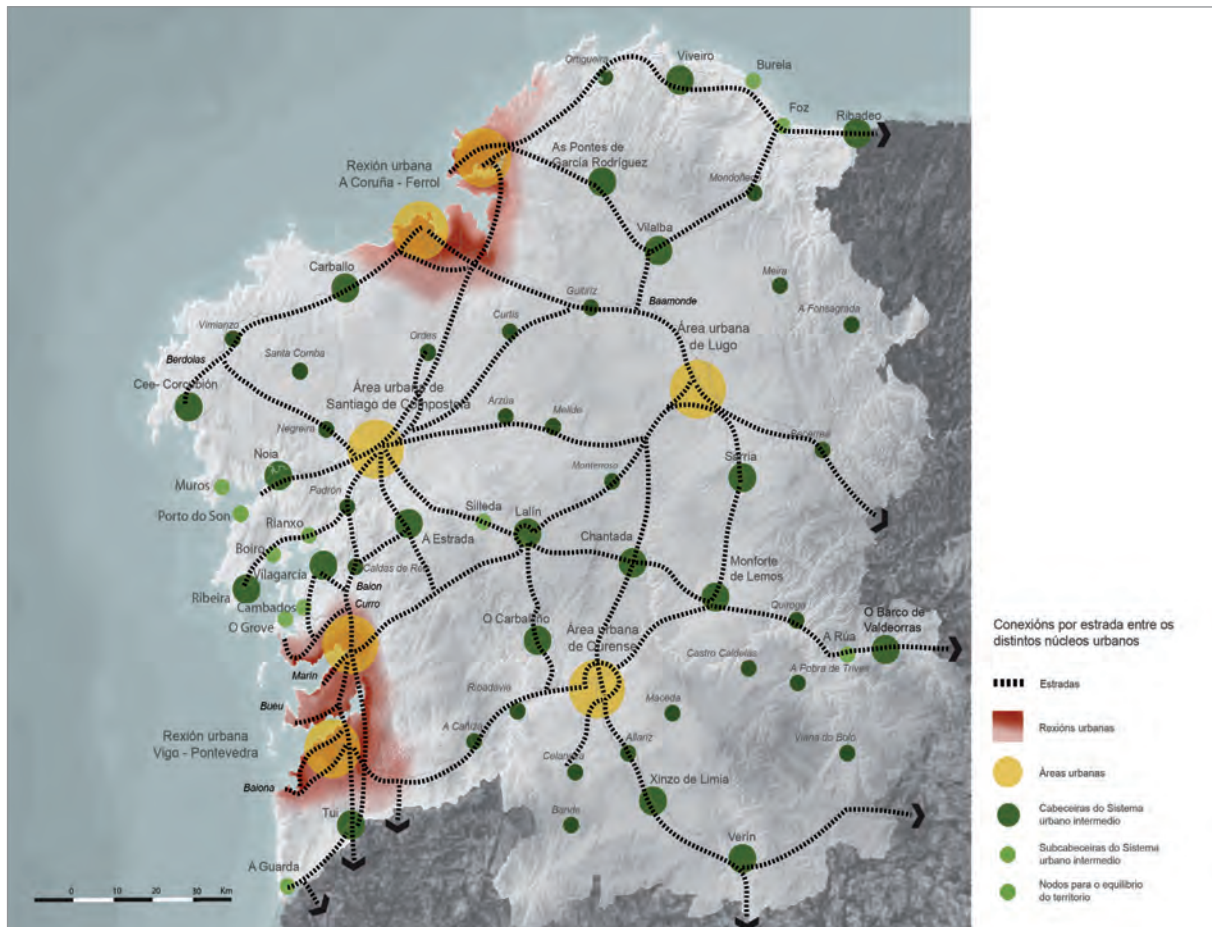 Ortigueira
Viveiro
Burela
Foz
Ribadeo
As Pontes de
García Rodríguez
Rexión urbana
A Coruña - Ferrol
Mondoñedo
Vilalba
Carballo
Meira
Guitiriz
Baamonde
A Fonsagrada
Vimianzo
Curtis
Ordes
Área urbana
de Lugo
Berdoias
Santa Comba
Cee- Corcubión
Área urbana de
Santiago de Compostela
Arzúa
Melide
Negreira
Becerreá
Noia
Sarria
Monterroso
Muros
Padrón
Porto do Son
Silleda
Lalín
Rianxo
A Estrada
Chantada
Boiro
Caldas de Reis
Monforte
de Lemos
Vilagarcía
Baion
Ribeira
Cambados
Curro
Quiroga
O Barco de
Valdeorras
O Grove
O Carballiño
Área urbana
de Ourense
A Rúa
Castro Caldelas
A Pobra de Trives
Marin
Ribadavia
Maceda
Bueu
Rexión urbana
Vigo - Pontevedra
A Cañiza
Allariz
Viana do Bolo
Celanova
Baiona
Xinzo de Limia
Tui
Bande
Verin
A Guarda
0 10 20 30 Km
Conexións por estrada entre os
distintos núcleos urbanos
Estradas
Rexións urbanas
Áreas urbanas
Cabeceiras do Sistema
urbano intermedio
Subcabeceiras do Sistema
urbano intermedio
Nodos para o equilibrio
do territorio